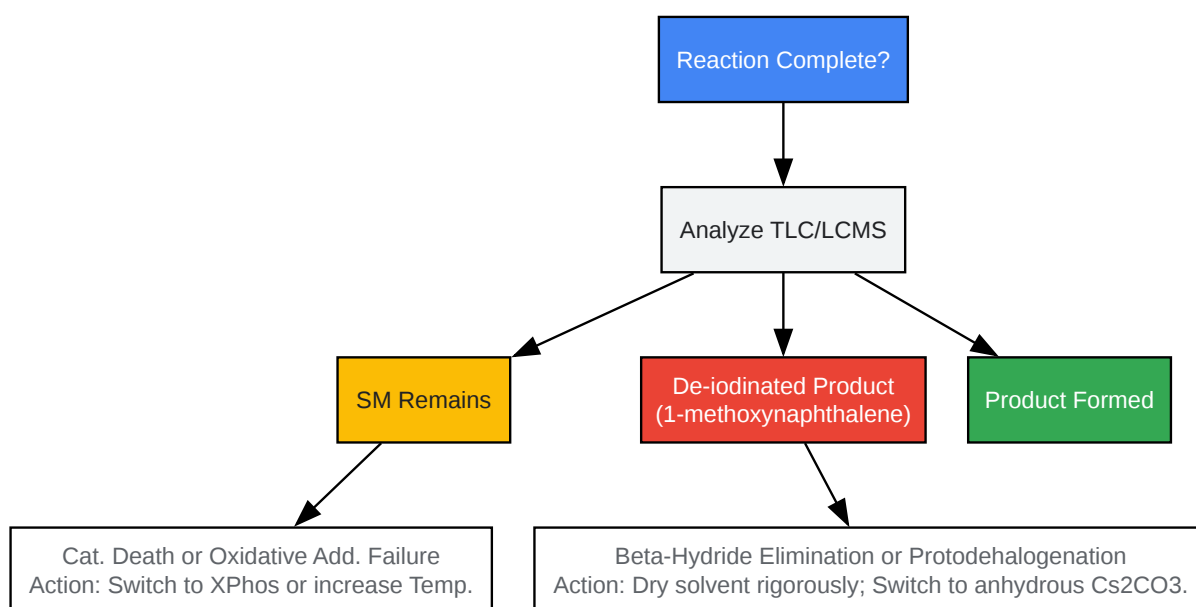 Reaction Complete?
Analyze TLC/LCMS
SM Remains
De-iodinated Product
(1-methoxynaphthalene)
Product Formed
Cat. Death or Oxidative Add. Failure
Action: Switch to XPhos or increase Temp.
Beta-Hydride Elimination or Protodehalogenation
Action: Dry solvent rigorously; Switch to anhydrous Cs2CO3.